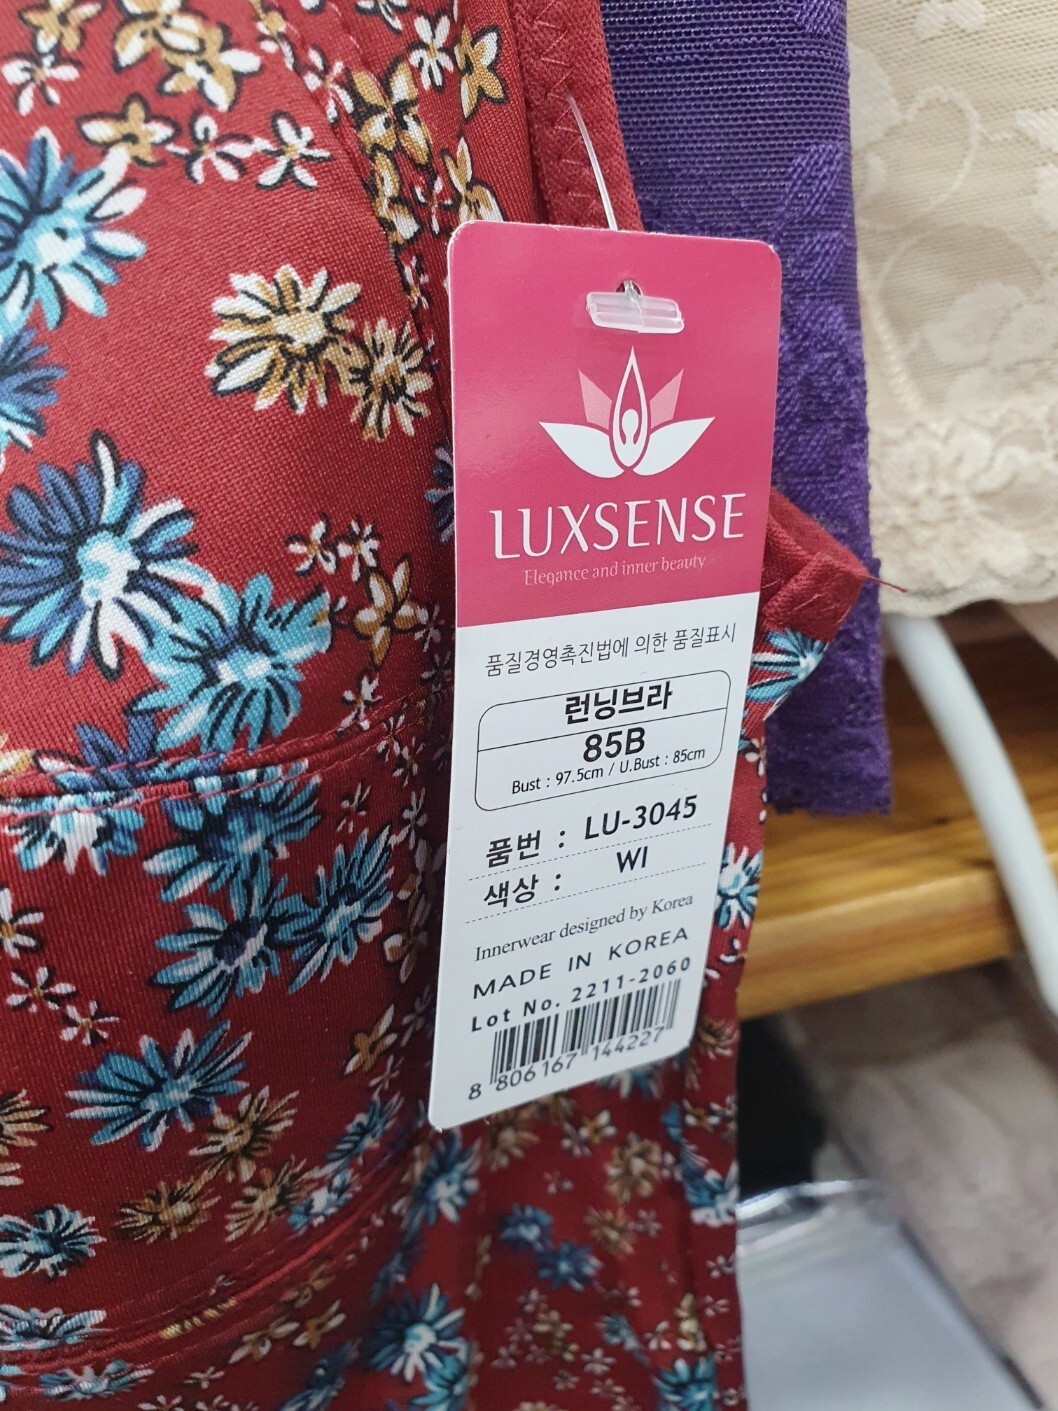 LUXSENSE
Elegance and inner beauty
품질경영촉진법에 의한 품질표시
런닝브라
85B
Bust : 97.5cm / U.Bust : 85cm
품번 : LU-3045
색상 : WI
Innerwear designed by Korea
MADE IN KOREA
Lot No. 2211-2060
8 806167 144227